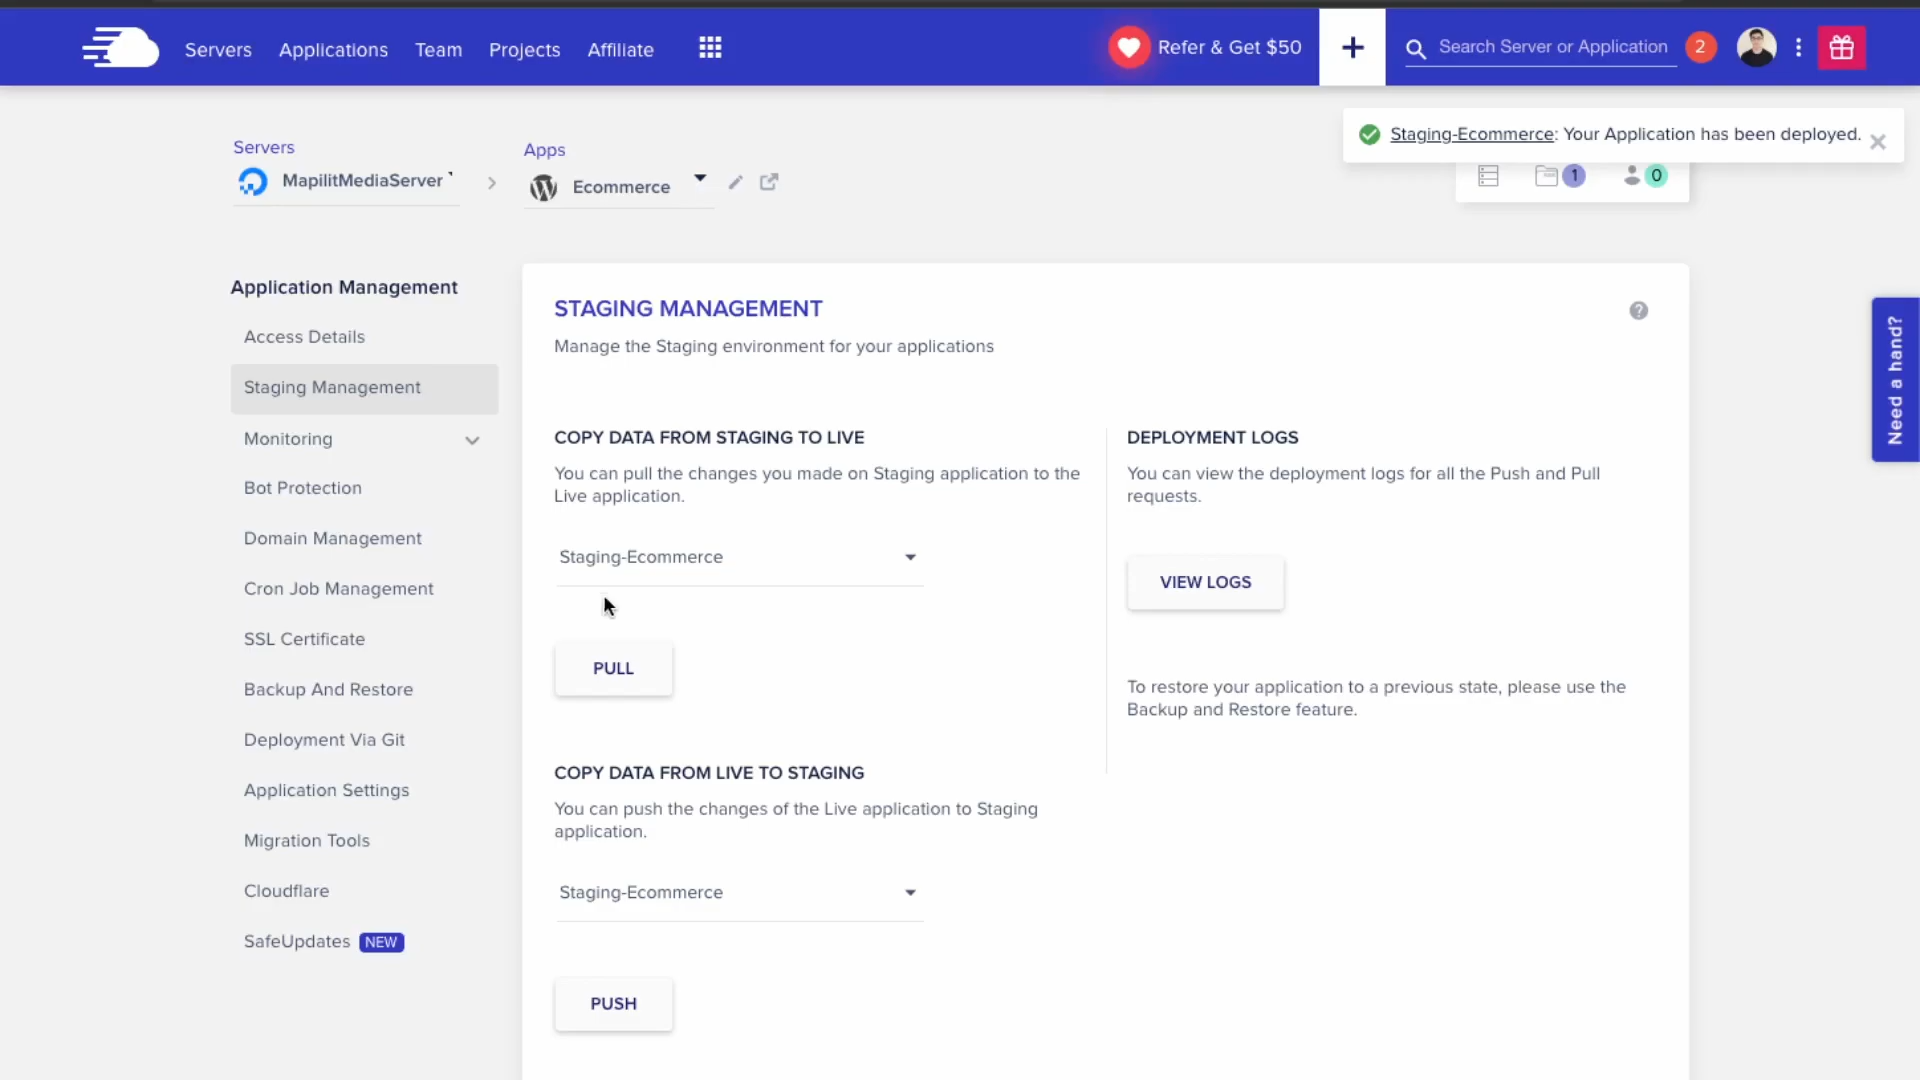 Servers
Applications
Team
Projects
Affiliate
Refer & Get $50
+
Search Server or Application
2
Staging-Ecommerce: Your Application has been deployed.
Servers
MapilitMediaServer
Apps
Ecommerce
1
0
Application Management
Access Details
Staging Management
Monitoring
Bot Protection
Domain Management
Cron Job Management
SSL Certificate
Backup And Restore
Deployment Via Git
Application Settings
Migration Tools
Cloudflare
SafeUpdates NEW
STAGING MANAGEMENT
?
Manage the Staging environment for your applications
COPY DATA FROM STAGING TO LIVE
You can pull the changes you made on Staging application to the
Live application.
Staging-Ecommerce
PULL
COPY DATA FROM LIVE TO STAGING
You can push the changes of the Live application to Staging
application.
Staging-Ecommerce
PUSH
DEPLOYMENT LOGS
You can view the deployment logs for all the Push and Pull
requests.
VIEW LOGS
To restore your application to a previous state, please use the
Backup and Restore feature.
Need a hand?